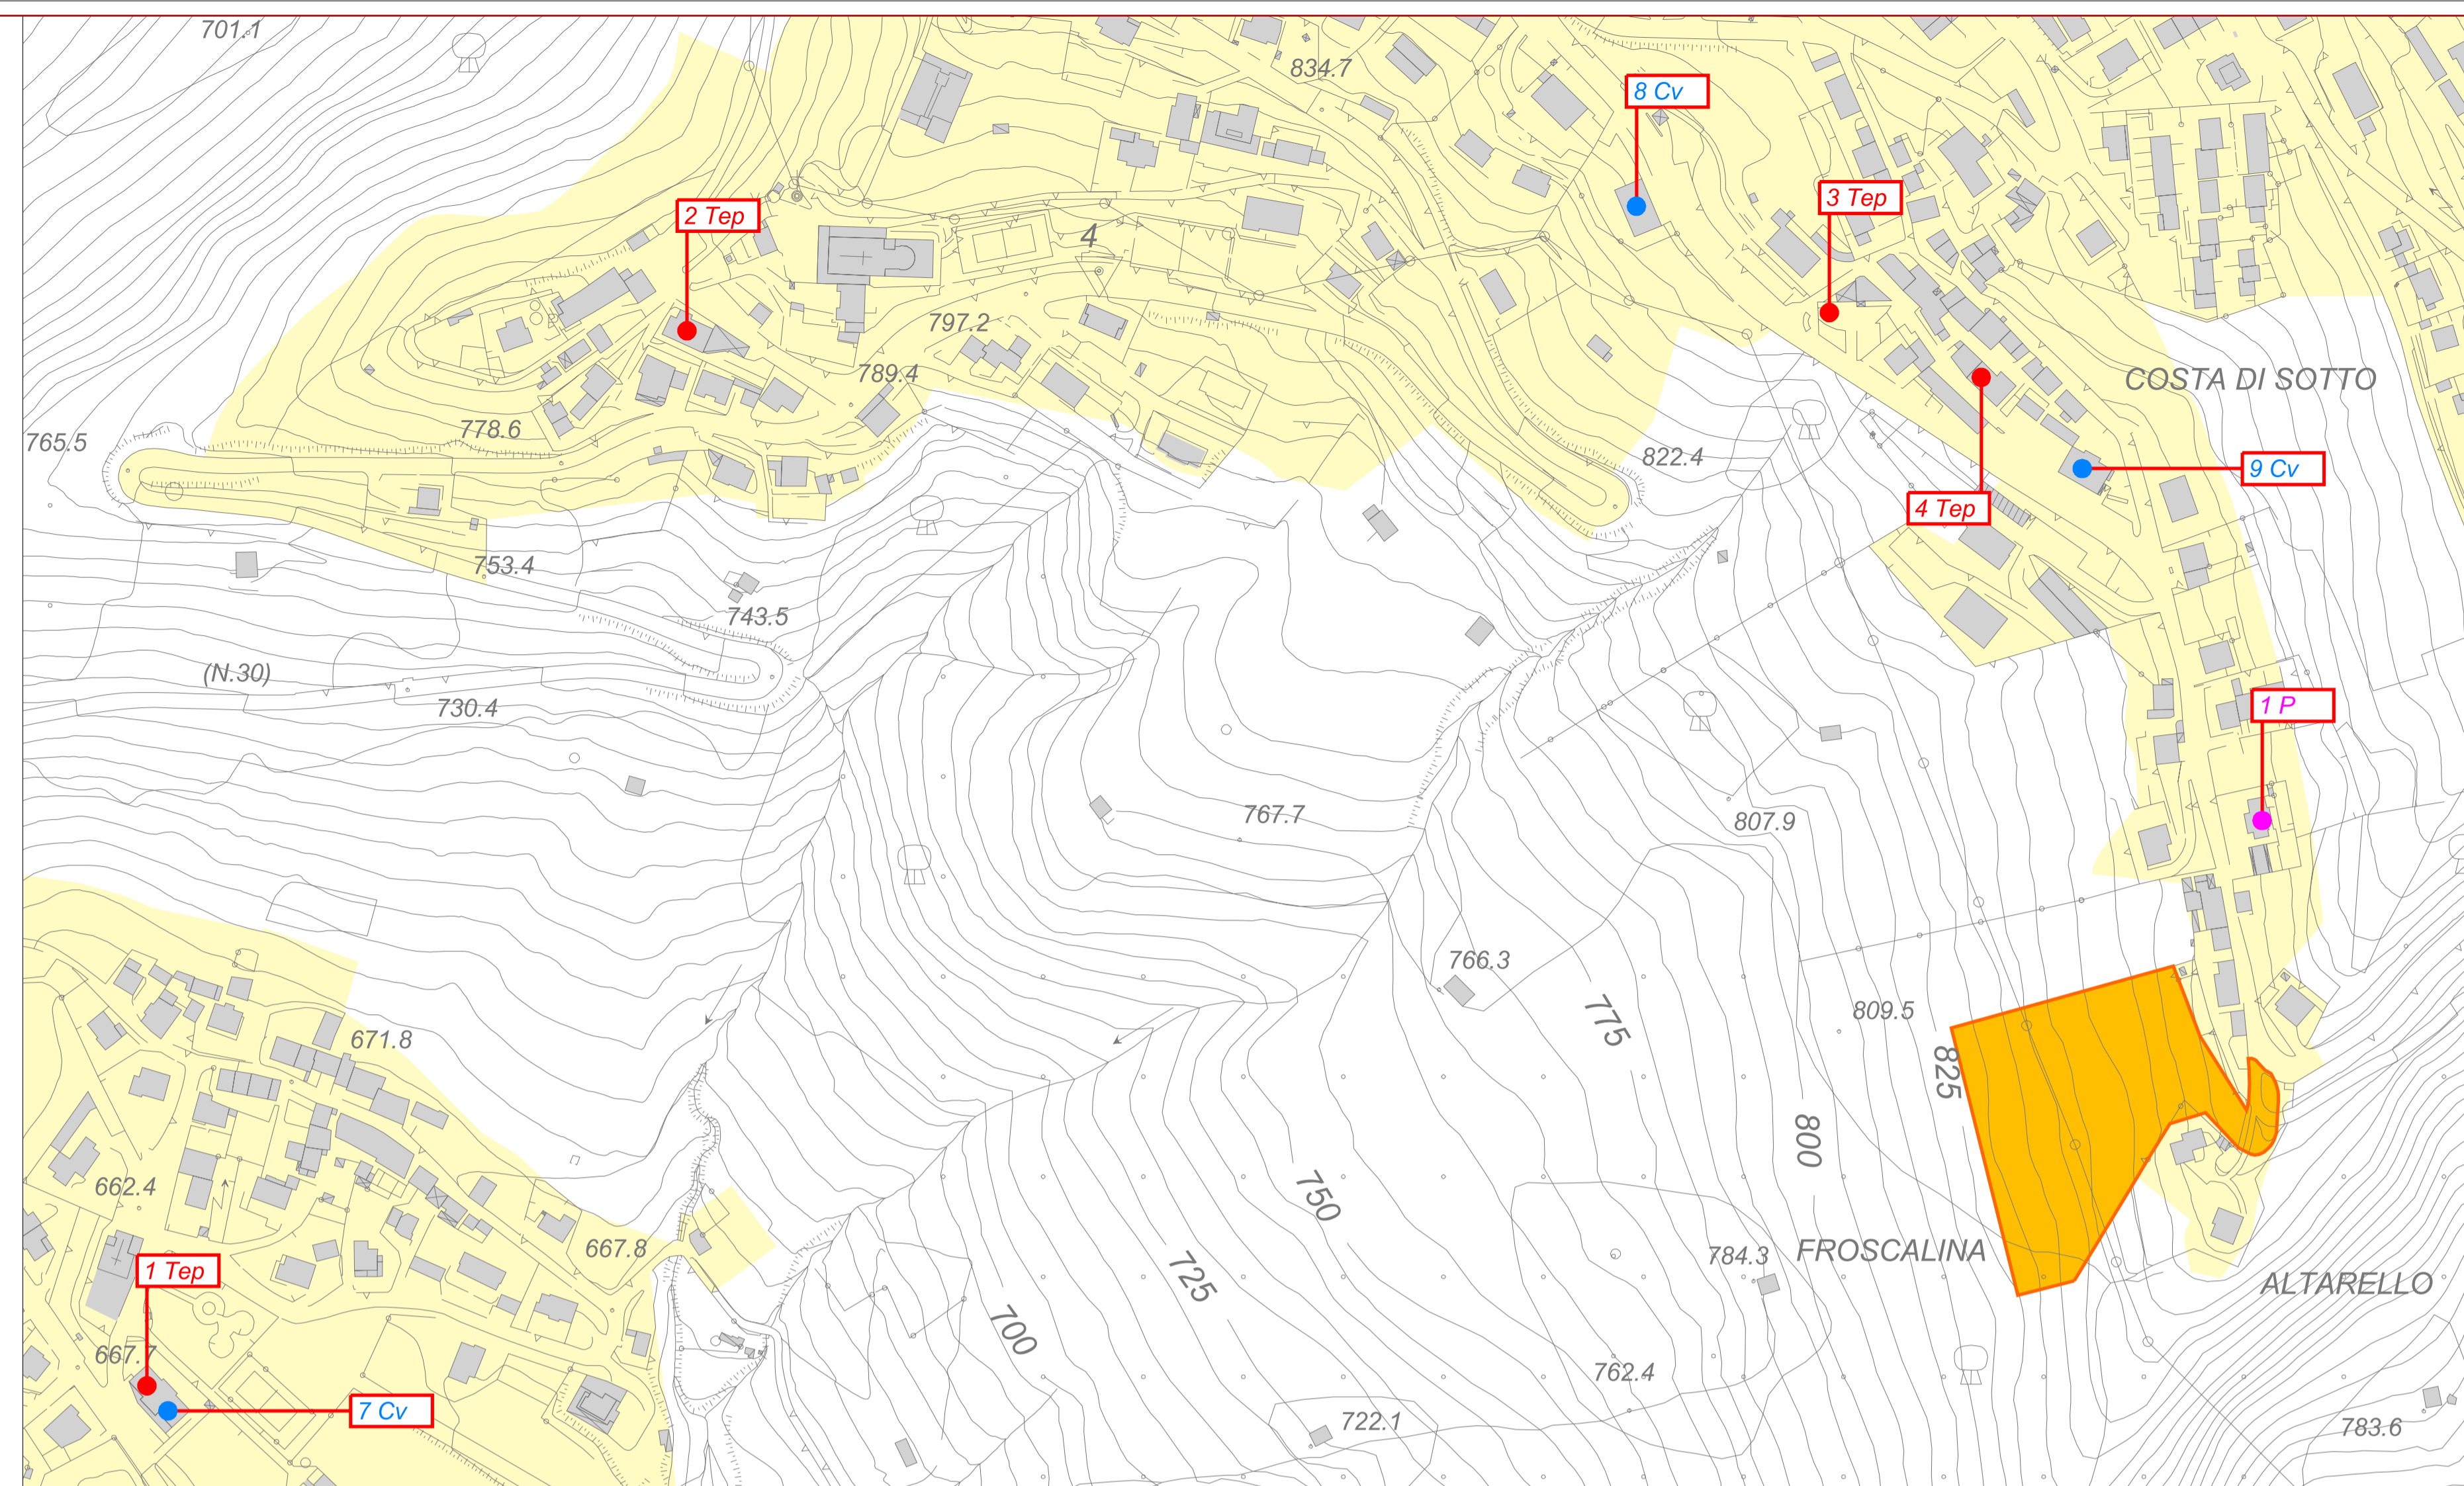 701.1
834.7
8 Cv
3 Tep
2 Tep
4
797.2
789.4
COSTA DI SOTTO
778.6
765.5
822.4
9 Cv
4 Tep
753.4
743.5
(N.30)
730.4
1 P
767.7
807.9
766.3
775
809.5
671.8
825
800
662.4
750
667.8
784.3
FROSCALINA
1 Tep
725
ALTARELLO
700
667.7
762.4
7 Cv
722.1
783.6